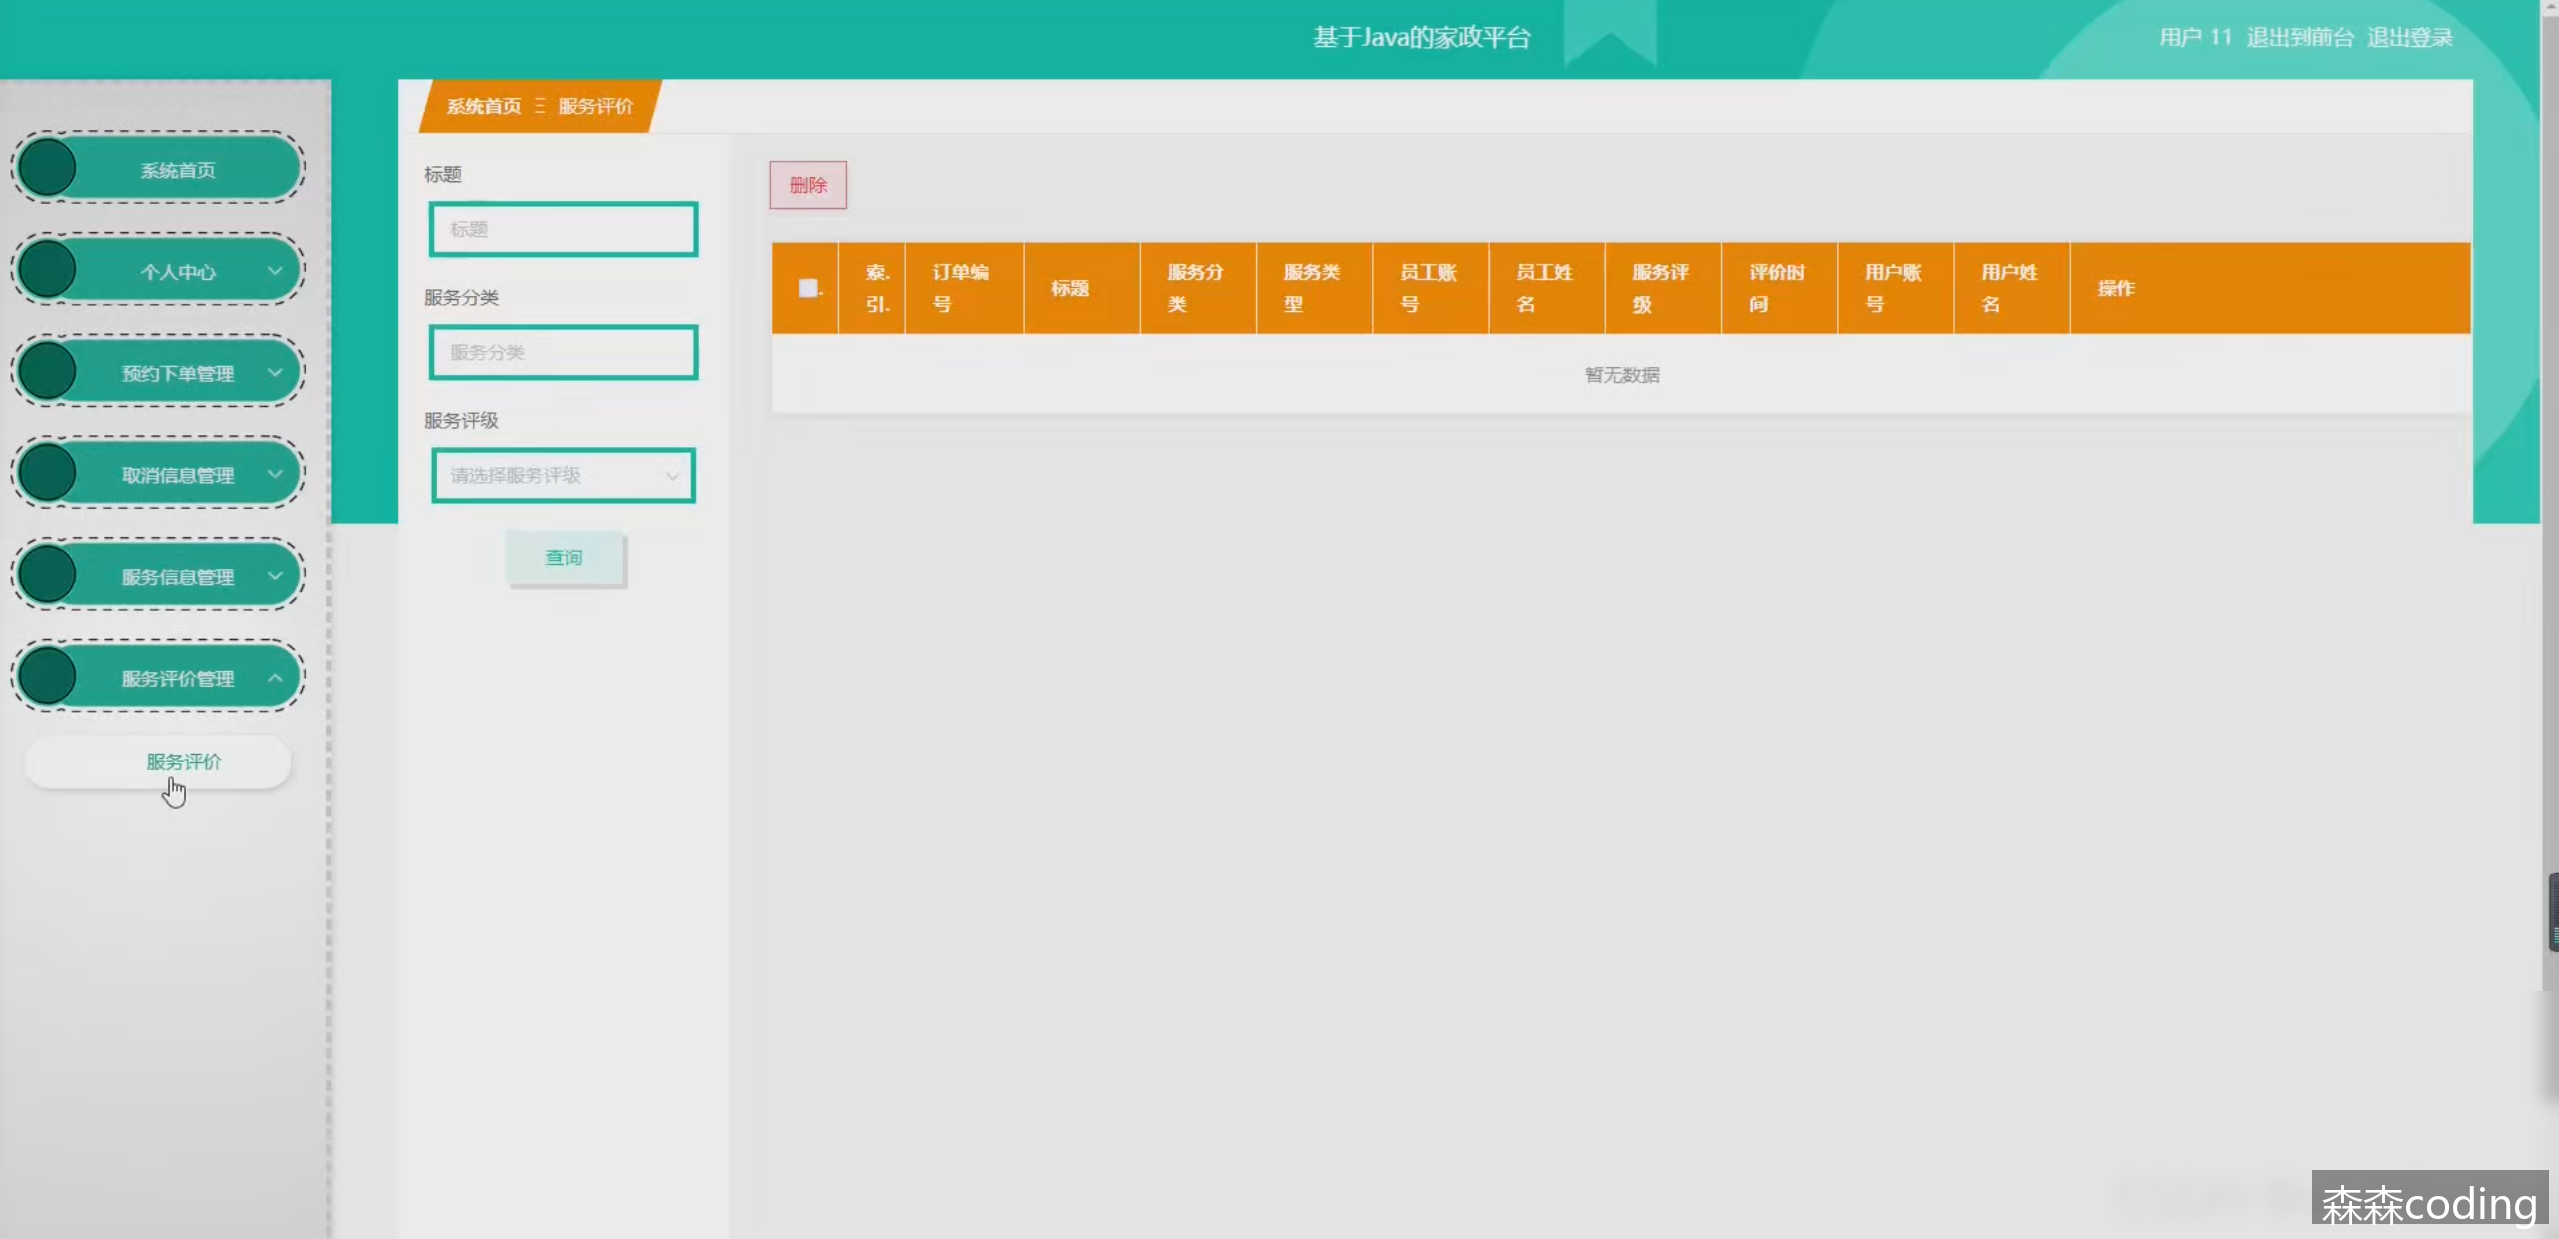 基于Java的家政平台
用户 11 退出到前台 退出登录
系统首页
个人中心
预约下单管理
取消信息管理
服务信息管理
服务评价管理
服务评价
系统首页 Ξ 服务评价
标题
标题
服务分类
服务分类
服务评级
请选择服务评级
查询
删除
索. 订单编 标题 服务分 服务类 员工账 员工姓 服务评 评价时 用户账 用户姓 操作
引. 号 类 型 号 名 级 间 号 名
暂无数据
森森coding